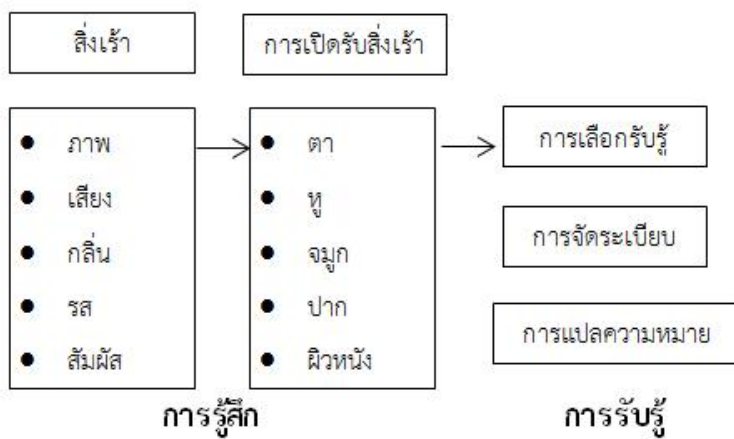 สิ่งเร้า
การเปิดรับสิ่งเร้า
ภาพ
เสียง
กลิ่น
รส
สัมผัส
ตา
หู
จมูก
ปาก
ผิวหนัง
การเลือกรับรู้
การจัดระเบียบ
การแปลความหมาย
การรู้สึก
การรับรู้